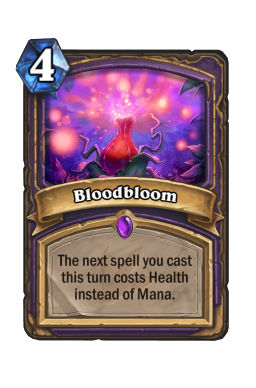 4
Bloodbloom
The next spell you cast
this turn costs Health
instead of Mana.